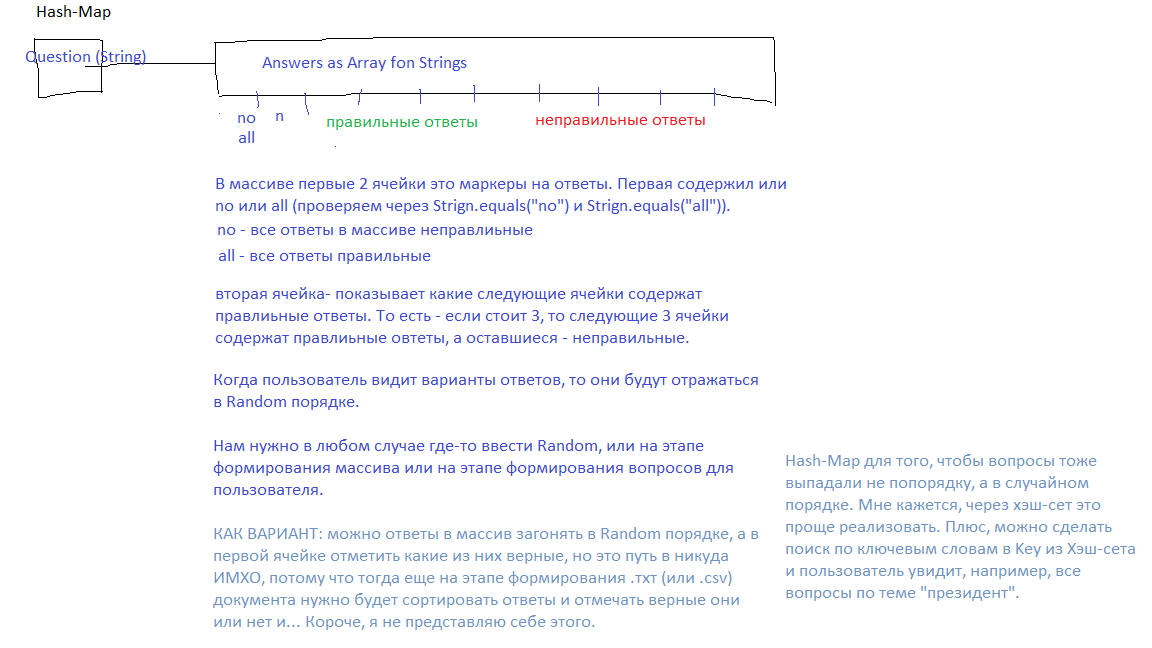 Hash-Map
Question (String)
Answers as Array fon Strings
no
all
n
правильные ответы
неправильные ответы
В массиве первые 2 ячейки это маркеры на ответы. Первая содержил или
no или all (проверяем через Strign.equals("no") и Strign.equals("all")).
no - все ответы в массиве неправлиьные
all - все ответы правильные
вторая ячейка- показывает какие следующие ячейки содержат
правлиьные ответы. То есть - если стоит 3, то следующие 3 ячейки
содержат правлиьные овтеты, а оставшиеся - неправильные.
Когда пользователь видит варианты ответов, то они будут отражаться
в Random порядке.
Нам нужно в любом случае где-то ввести Random, или на этапе
формирования массива или на этапе формирования вопросов для
пользователя.
КАК ВАРИАНТ: можно ответы в массив загонять в Random порядке, а в
первой ячейке отметить какие из них верные, но это путь в никуда
ИМХО, потому что тогда еще на этапе формирования .txт (или .csv)
документа нужно будет сортировать ответы и отмечать верные они
или нет и... Короче, я не представляю себе этого.
Hash-Map для того, чтобы вопросы тоже
выпадали не попорядку, а в случайном
порядке. Мне кажется, через хэш-сет это
проще реализовать. Плюс, можно сделать
поиск по ключевым словам в Key из Хэш-сета
и пользователь увидит, например, все
вопросы по теме "президент".